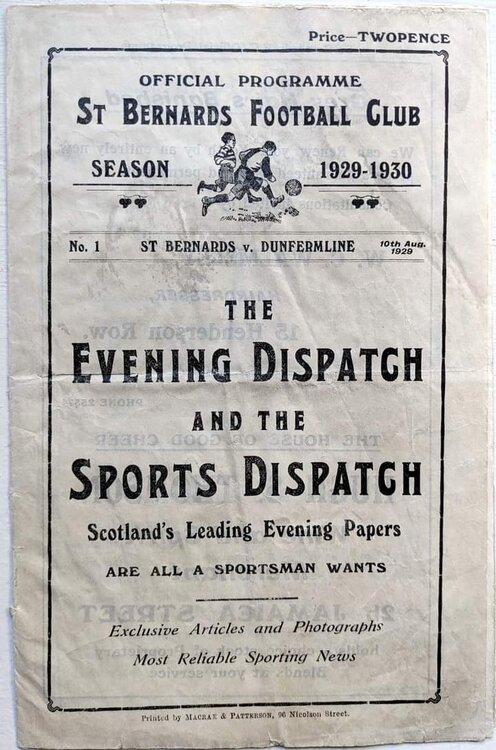 Price—TWOPENCE
OFFICIAL PROGRAMME
ST BERNARDS FOOTBALL CLUB
SEASON 1929-1930
No. 1 ST BERNARDS v. DUNFERMLINE 10th Aug. 1929
THE
EVENING DISPATCH
AND THE
SPORTS DISPATCH
Scotland's Leading Evening Papers
ARE ALL A SPORTSMAN WANTS
Exclusive Articles and Photographs
Most Reliable Sporting News
Printed by MACRAE & PATTERSON, 96 Nicolson Street.